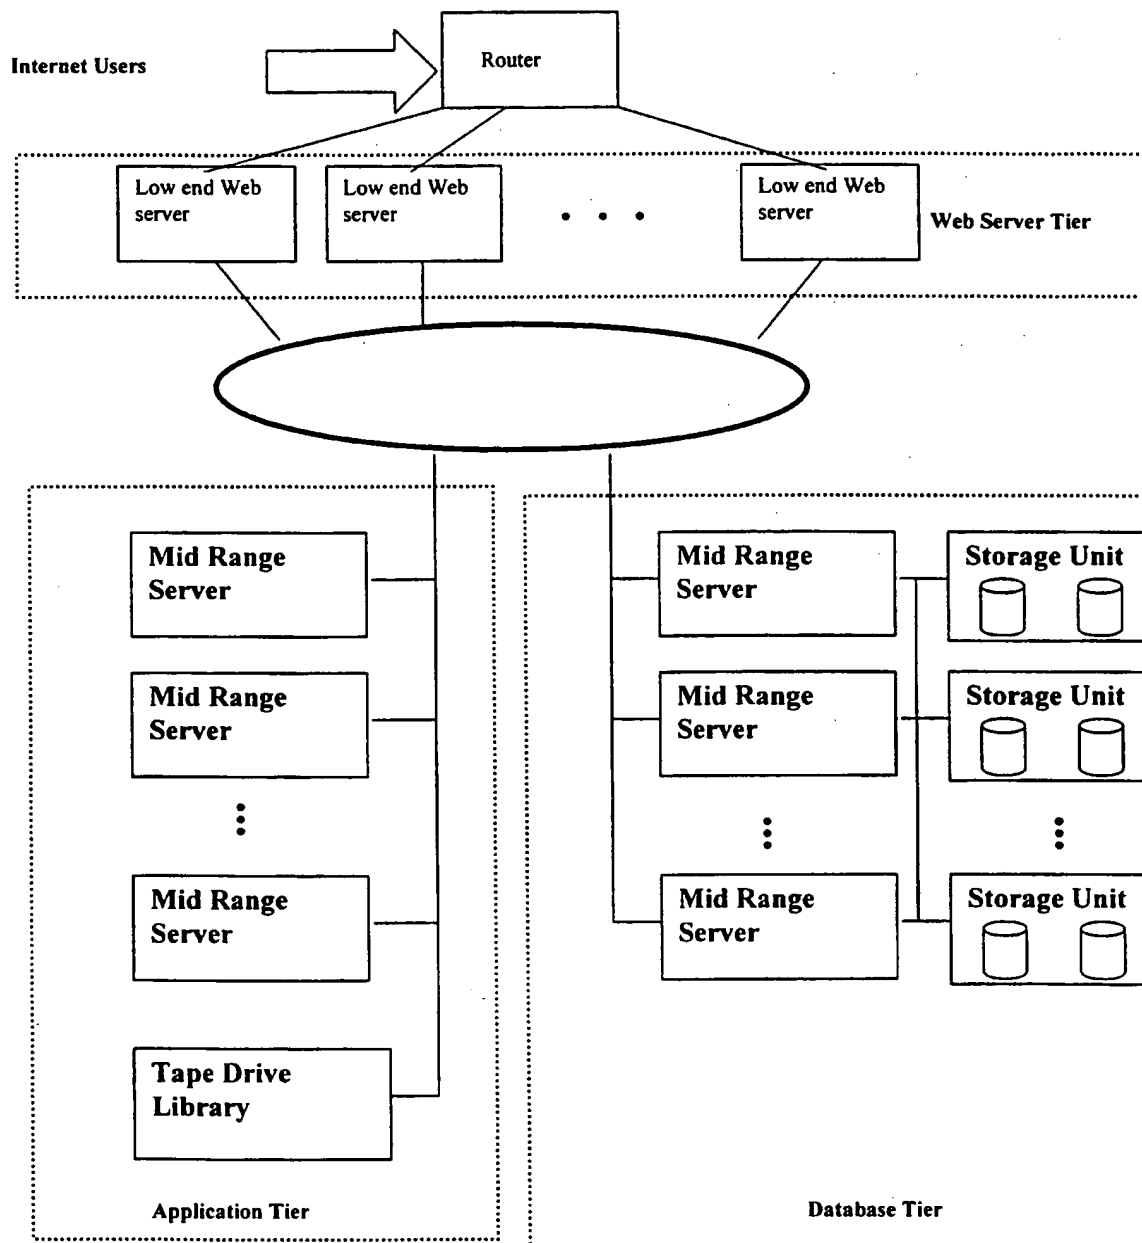 Internet Users
Router
Low end Web
server
Low end Web
server
Low end Web
server
Web Server Tier
Mid Range
Server
Mid Range
Server
Mid Range
Server
Tape Drive
Library
Application Tier
Mid Range
Server
Mid Range
Server
Mid Range
Server
Storage Unit
Storage Unit
Storage Unit
Database Tier